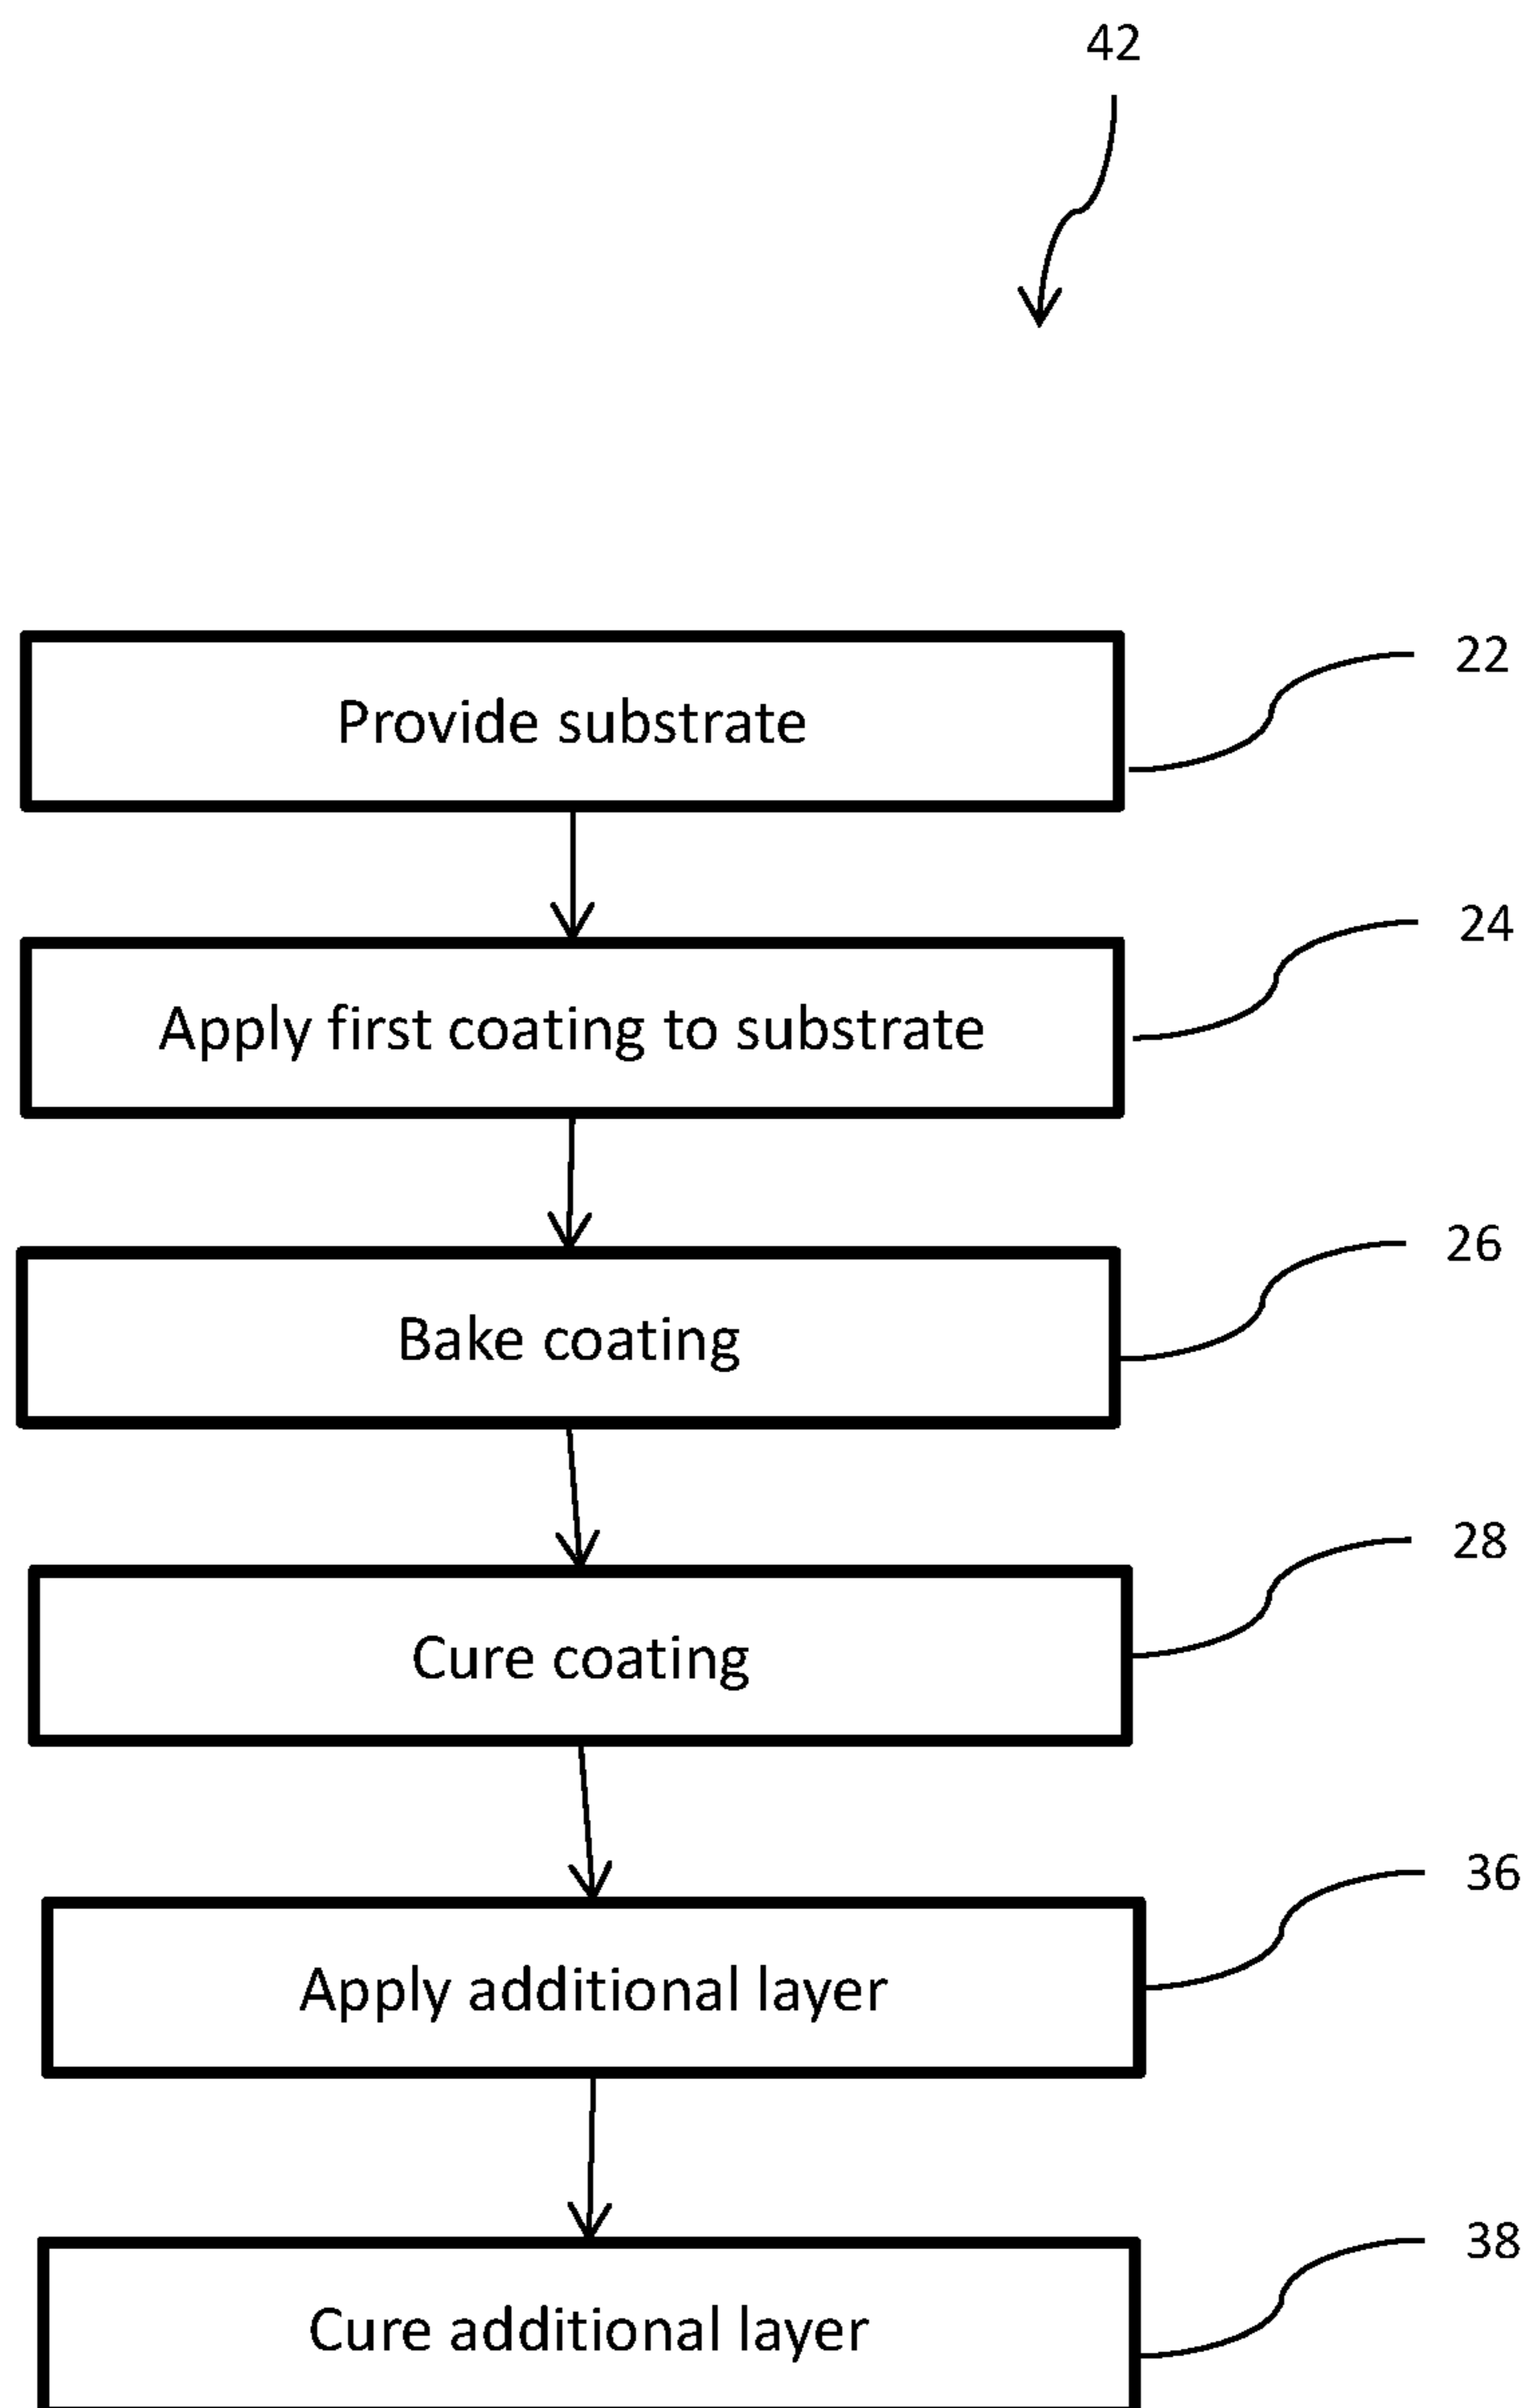 42
Provide substrate
22
Apply first coating to substrate
24
Bake coating
26
Cure coating
28
Apply additional layer
36
Cure additional layer
38